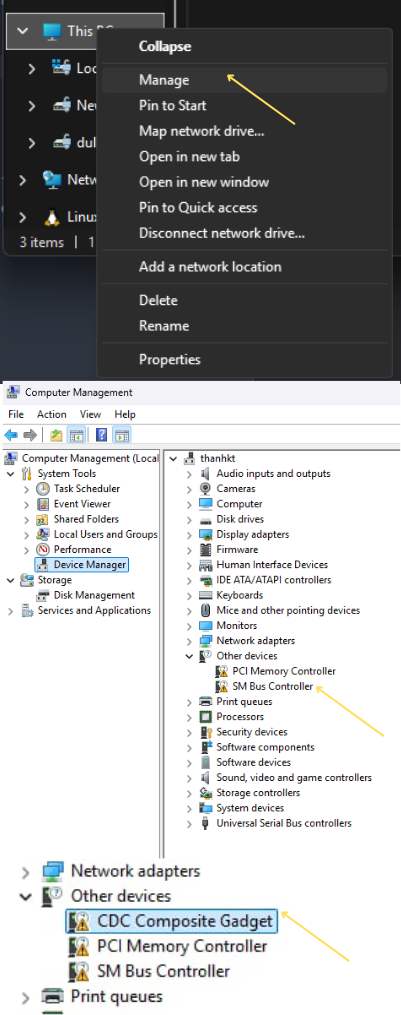 This PC
Collapse
Manage
Pin to Start
Map network drive...
Open in new tab
Open in new window
Pin to Quick access
Disconnect network drive...
Add a network location
Delete
Rename
Properties
Loc
Nev
dul
Netw
Linux
3 items | 1
Computer Management
File Action View Help
Computer Management (Local
System Tools
Task Scheduler
Event Viewer
Shared Folders
Local Users and Groups
Performance
Device Manager
Storage
Disk Management
Services and Applications
thanhkt
Audio inputs and outputs
Cameras
Computer
Disk drives
Display adapters
Firmware
Human Interface Devices
IDE ATA/ATAPI controllers
Keyboards
Mice and other pointing devices
Monitors
Network adapters
Other devices
PCI Memory Controller
SM Bus Controller
Print queues
Processors
Security devices
Software components
Software devices
Sound, video and game controllers
Storage controllers
System devices
Universal Serial Bus controllers
Network adapters
Other devices
CDC Composite Gadget
PCI Memory Controller
SM Bus Controller
Print queues